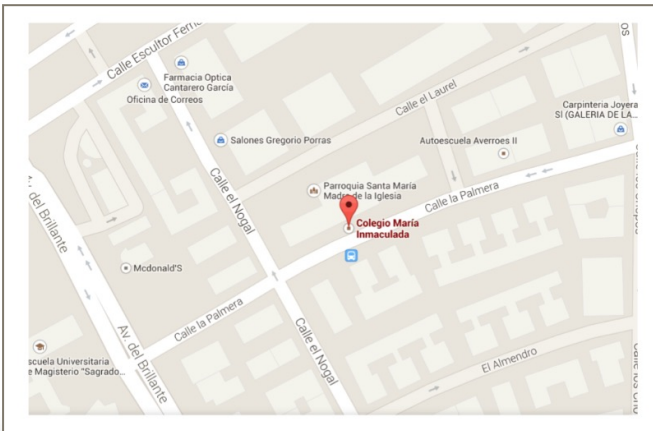 Calle Escultor Ferna
Farmacia Optica
Cantarero García
Oficina de Correos
Calle el Laurel
Carpinteria Joyera
Sl (GALERIA DE LA...
Salones Gregorio Porras
Autoescuela Averroes II
Calle el Nogal
Parroquia Santa Maria
Madre de la Iglesia
Calle la Palmera
Av. del Brillante
Colegio María
Inmaculada
Mcdonald'S
Calle la Palmera
Av. del Brillante
Calle el Nogal
scuela Universitaria
e Magisterio "Sagrado...
El Almendro